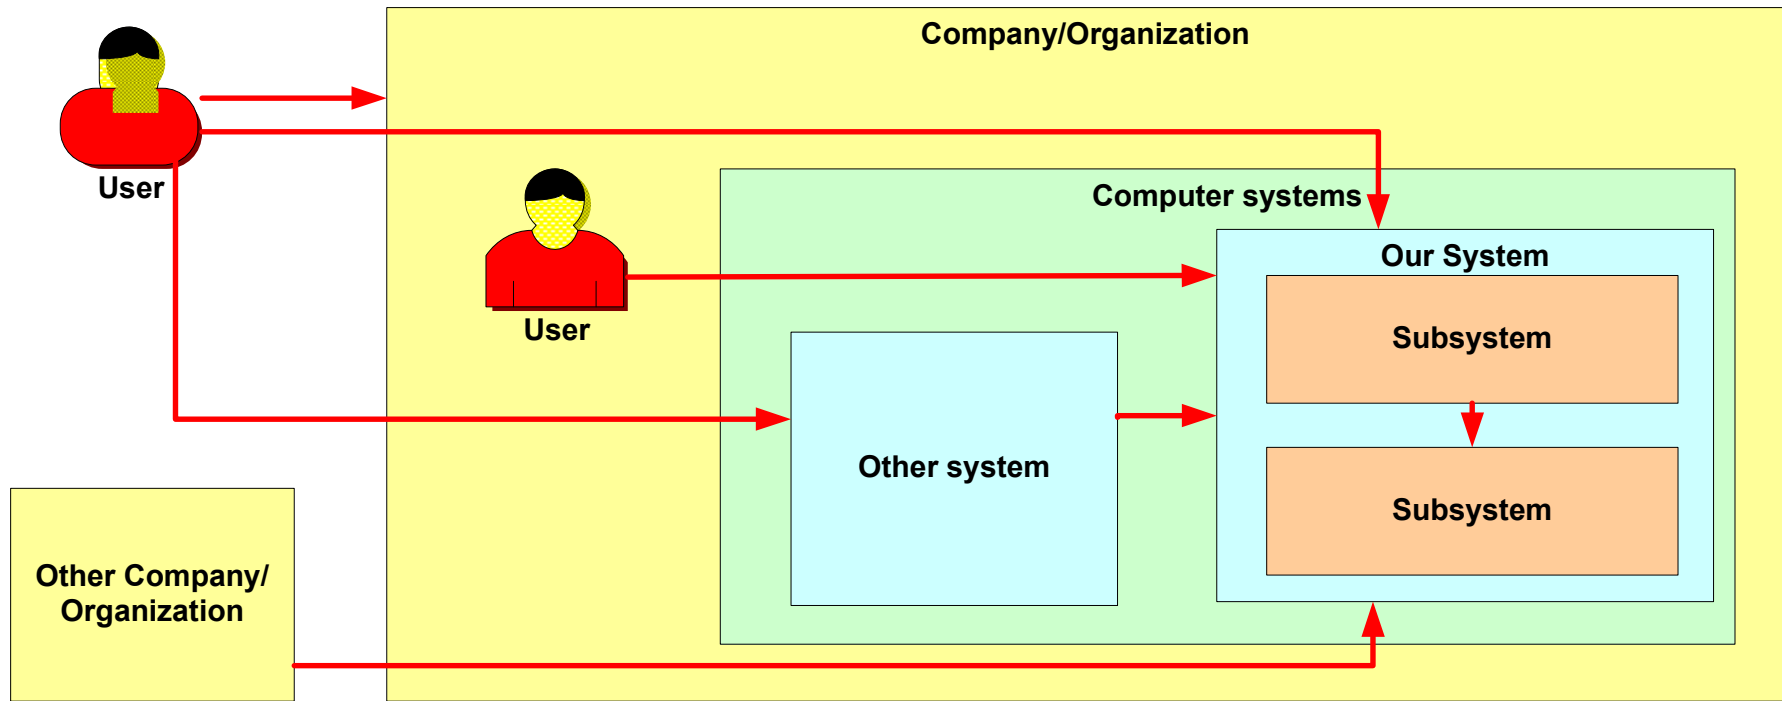 Company/Organization
User
Computer systems
Our System
Subsystem
User
Other system
Subsystem
Other Company/
Organization